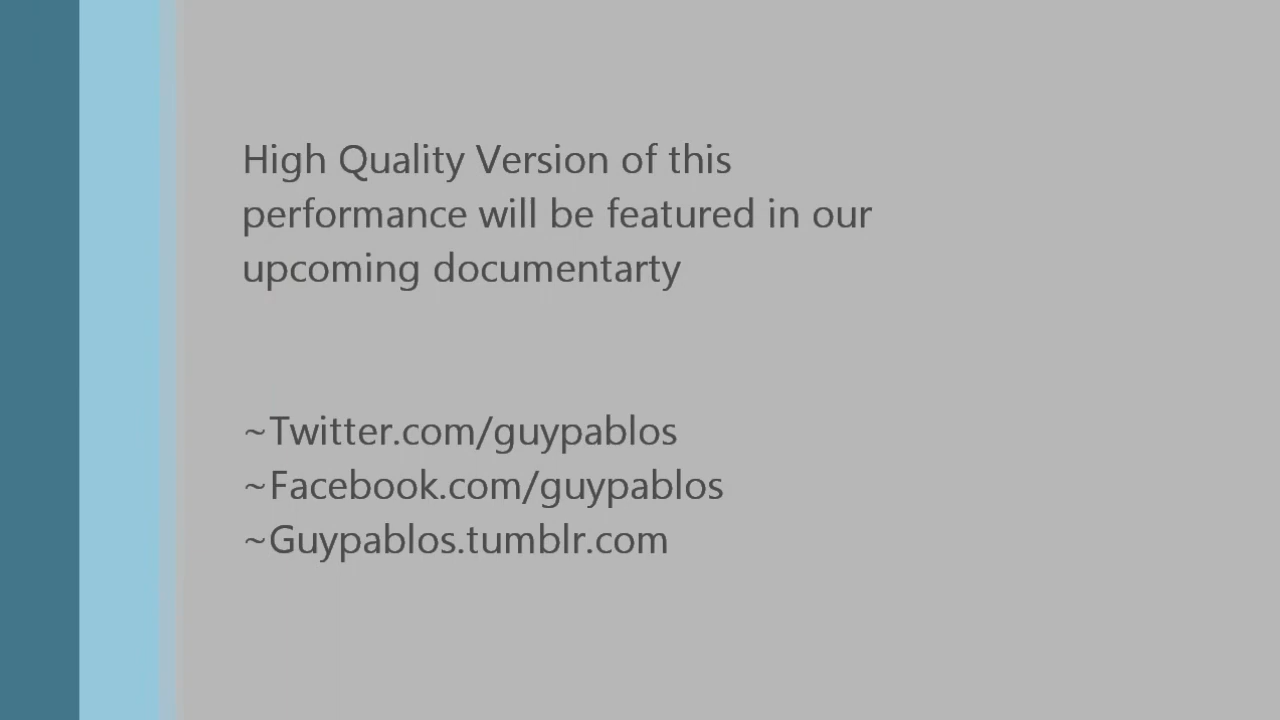 High Quality Version of this
performance will be featured in our
upcoming documentarty
~Twitter.com/guypablos
~Facebook.com/guypablos
~Guypablos.tumblr.com